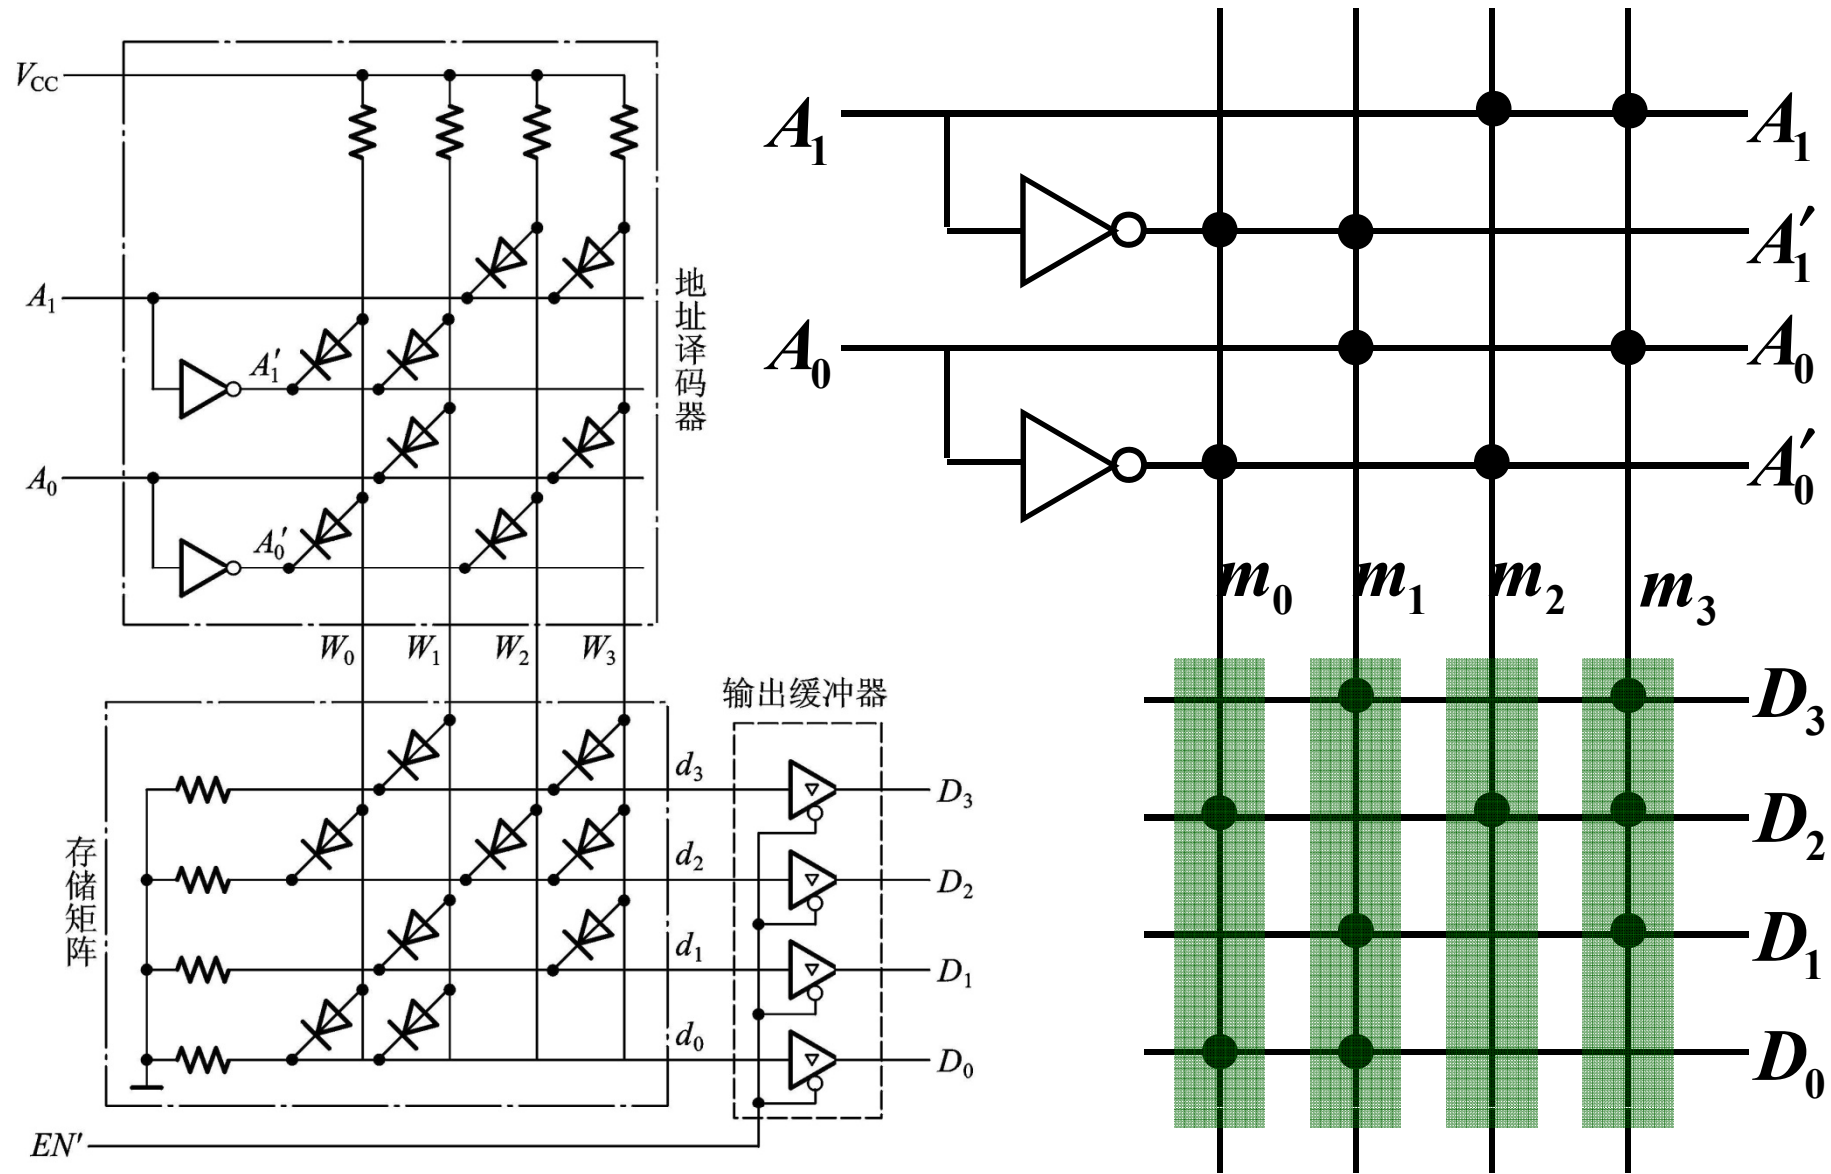 V_CC
A_1
A_1′
A_0
A_0′
地址译码器
W_0 W_1 W_2 W_3
输出缓冲器
存储矩阵
d_3
D_3
d_2
D_2
d_1
D_1
d_0
D_0
EN′
A_1
A_1
A_1′
A_0
A_0
A_0′
m_0 m_1 m_2 m_3
D_3
D_2
D_1
D_0